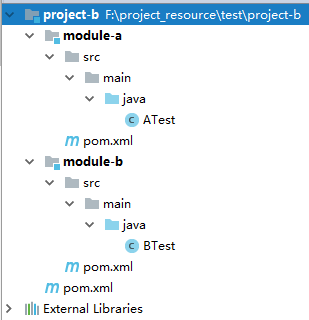 project-b F:\project_resource\test\project-b
module-a
src
main
java
ATest
pom.xml
module-b
src
main
java
BTest
pom.xml
pom.xml
External Libraries